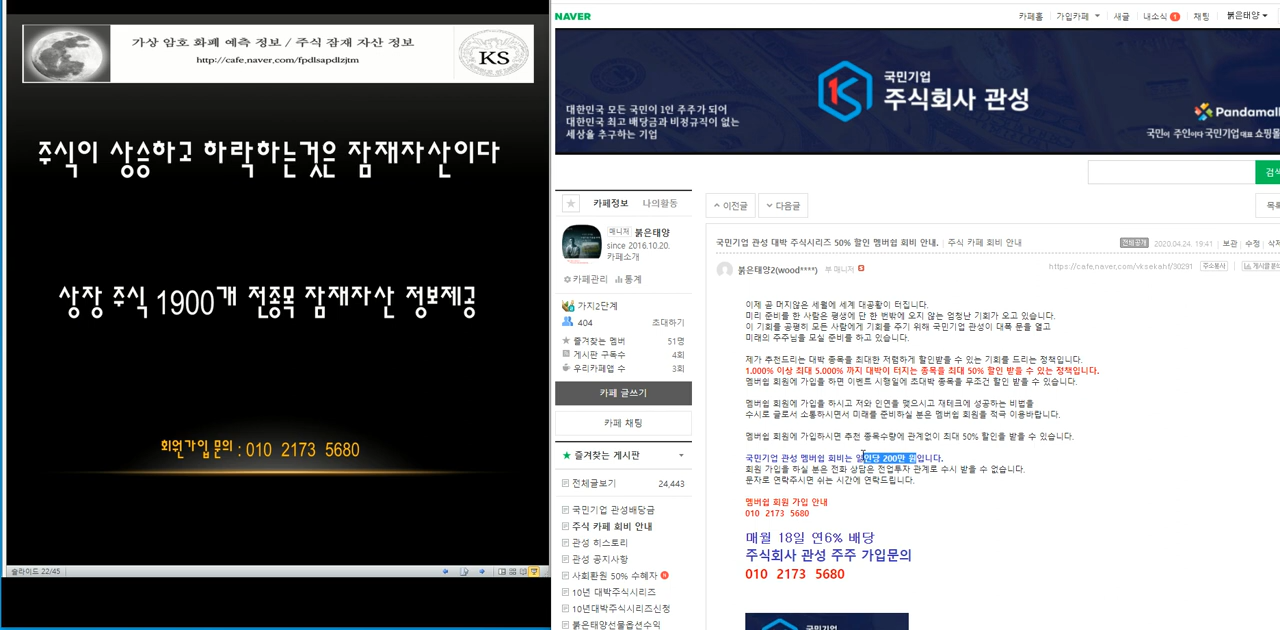 가상 암호 화폐 예측 정보 / 주식 잠재 자산 정보
http://cafe.naver.com/fpdlsapdlzjtm
KS
주식이 상승하고 하락하는것은 잠재자산이다
상장 주식 1900개 전종목 잠재자산 정보제공
회원가입 문의 : 010 2173 5680
슬라이드 22/45
NAVER
카페홈 가입카페 새글 내소식 1 채팅 붉은태양
대한민국 모든 국민이 1인 주주가 되어
대한민국 최고 배당금과 비정규직이 없는
세상을 추구하는 기업
국민기업
주식회사 관성
Pandamall
국민이 주인이다 국민기업 대표 쇼핑몰
카페정보 나의활동
매니저 붉은태양
since 2016.10.20.
카페소개
카페관리 통계
가지2단계
404 초대하기
즐겨찾는 멤버 51명
게시판 구독수 4회
우리카페앱 수 3회
카페 글쓰기
카페 채팅
즐겨찾는 게시판
전체글보기 24,443
국민기업 관성배당금
주식 카페 회비 안내
관성 히스토리
관성 공지사항
사회환원 50% 수혜자
10년 대박주식시리즈
10년대박주식시리즈신청
붉은태양선물옵션수익
검색
이전글 다음글
목록
국민기업 관성 대박 주식시리즈 50% 할인 멤버쉽 회비 안내. | 주식 카페 회비 안내
전체공개 2020.04.24. 19:41 보관 수정 삭제
붉은태양2(wood****) 부매니저
https://cafe.naver.com/vksekahf/30291 주소복사
이제 곧 머지않은 세월에 세계 대공황이 터집니다.
미리 준비를 한 사람은 평생에 단 한 번밖에 오지 않는 엄청난 기회가 오고 있습니다.
이 기회를 공평히 모든 사람에게 기회를 주기 위해 국민기업 관성이 대폭 문을 열고
미래의 주주님을 모실 준비를 하고 있습니다.
제가 추천드리는 대박 종목을 최대한 저렴하게 할인받을 수 있는 기회를 드리는 정책입니다.
1.000% 이상 최대 5.000% 까지 대박이 터지는 종목을 최대 50% 할인 받을 수 있는 정책입니다.
멤버쉽 회원에 가입을 하면 이벤트 시행일에 초대박 종목을 무조건 할인 받을 수 있습니다.
멤버쉽 회원에 가입을 하시고 저와 인연을 맺으시고 재테크에 성공하는 비법을
수시로 글로서 소통하시면서 미래를 준비하실 분은 멤버쉽 회원을 적극 이용바랍니다.
멤버쉽 회원에 가입하시면 추천 종목수량에 관계없이 최대 50% 할인을 받을 수 있습니다.
국민기업 관성 멤버쉽 회비는 일인당 200만 원입니다.
회원 가입을 하실 분은 전화 상담은 전업투자 관계로 수시 받을 수 없습니다.
문자로 연락주시면 쉬는 시간에 연락드립니다.
멤버쉽 회원 가입 안내
010 2173 5680
매월 18일 연6% 배당
주식회사 관성 주주 가입문의
010 2173 5680
국민기업